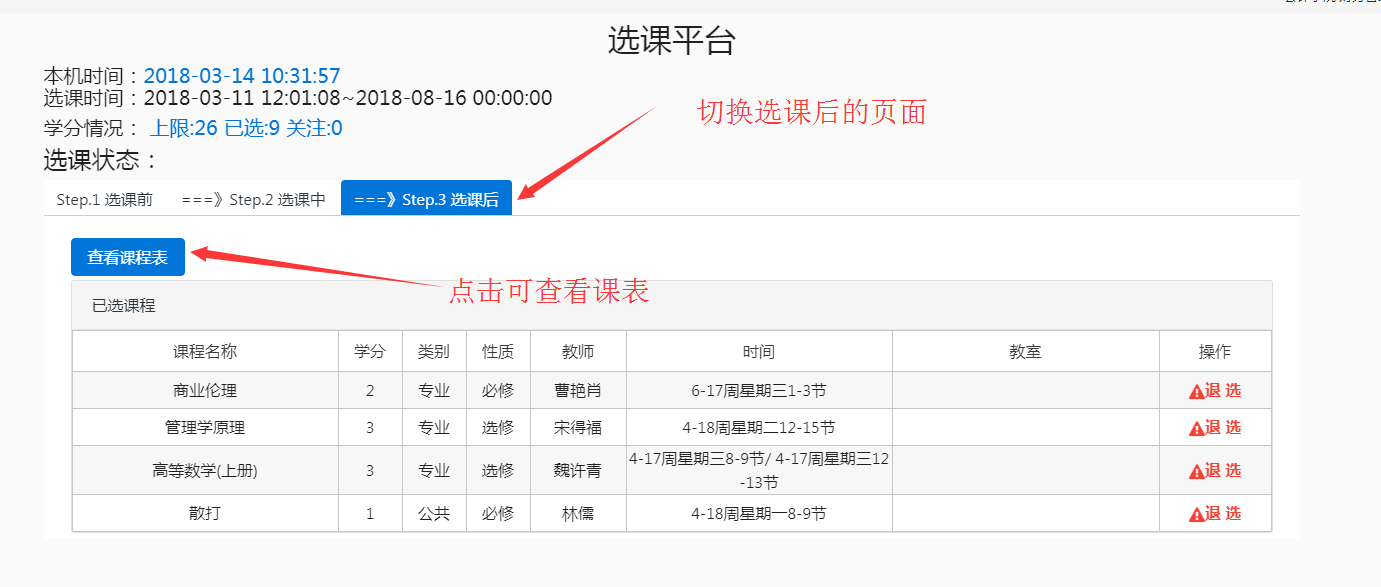 选课平台
本机时间：2018-03-14 10:31:57
选课时间：2018-03-11 12:01:08~2018-08-16 00:00:00
切换选课后的页面
学分情况： 上限:26 已选:9 关注:0
选课状态：
Step.1 选课前 ===》Step.2 选课中 ===》Step.3 选课后
查看课程表
点击可查看课表
已选课程
课程名称 学分 类别 性质 教师 时间 教室 操作
商业伦理 2 专业 必修 曹艳肖 6-17周星期三1-3节 退 选
管理学原理 3 专业 选修 宋得福 4-18周星期二12-15节 退 选
高等数学(上册) 3 专业 选修 魏许青 4-17周星期三8-9节/ 4-17周星期三12
-13节 退 选
散打 1 公共 必修 林儒 4-18周星期一8-9节 退 选